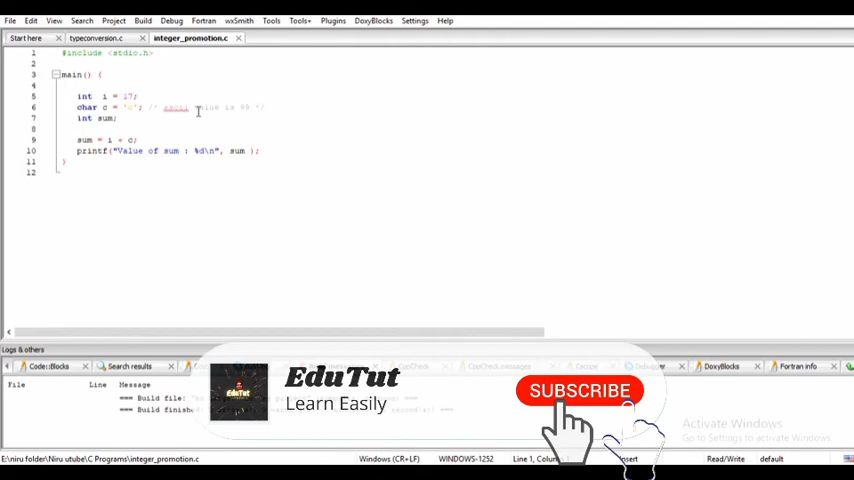 File Edit View Search Project Build Debug Fortran wxSmith Tools Tools+ Plugins DoxyBlocks Settings Help
Start here typeconversion.c integer_promotion.c
1 #include <stdio.h>
2
3 main() {
4
5 int i = 17;
6 char c = 'c'; /* ascii value is 99 */
7 int sum;
8
9 sum = i + c;
10 printf("Value of sum : %d\n", sum );
11 }
12
Logs & others
Code::Blocks Search results CppCheck CppCheck messages Cscope Debugger DoxyBlocks Fortran info
File Line Message
=== Build file:
=== Build finished:
EduTut
Learn Easily
SUBSCRIBE
Activate Windows
Go to Settings to activate Windows.
E:\niru folder\Niru utube\C Programs\integer_promotion.c Windows (CR+LF) WINDOWS-1252 Line 1, Column 1 Insert Read/Write default